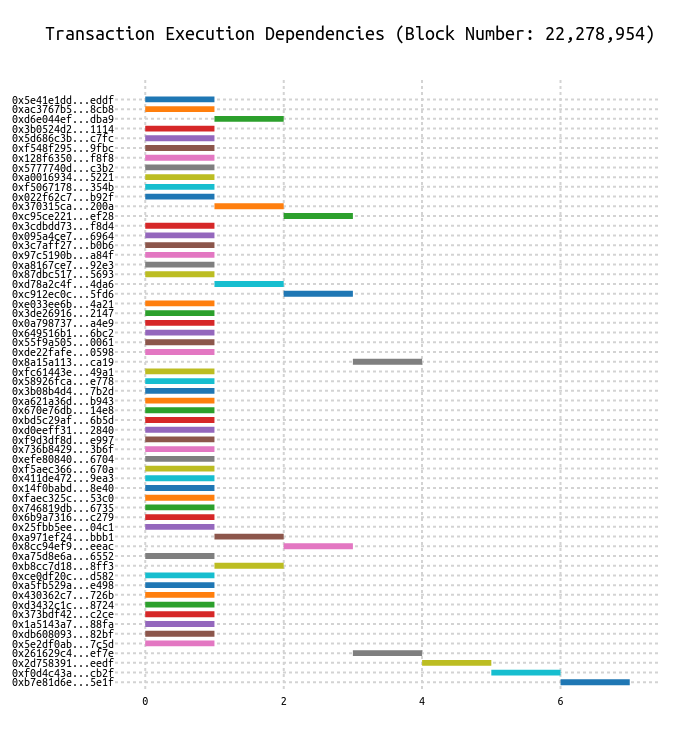 Transaction Execution Dependencies (Block Number: 22,278,954)
0x5e41e1dd...eddf
0xac3767b5...8cb8
0xd6e044ef...dba9
0x3b0524d2...1114
0x5d686c3b...c7fc
0xf548f295...9fbc
0x128f6350...f8f8
0x5777740d...c3b2
0xa0016934...5221
0xf5067178...354b
0x022f62c7...b92f
0x370315ca...200a
0xc95ce221...ef28
0x3cdbdd73...f8d4
0x095a4ce7...6964
0x3c7aff27...b0b6
0x97c5190b...a84f
0xa8167ce7...92e3
0x87dbc517...5693
0xd78a2c4f...4da6
0xc912ec0c...5fd6
0xe033ee6b...4a21
0x3de26916...2147
0x0a798737...a4e9
0x649516b1...6bc2
0x55f9a505...0061
0xde22fafe...0598
0x8a15a113...ca19
0xfc61443e...49a1
0x58926fca...e778
0x3b08b4d4...7b2d
0xa621a36d...b943
0x670e76db...14e8
0xbd5c29af...6b5d
0xd0eeff31...2840
0xf9d3df8d...e997
0x736b8429...3b6f
0xefe80840...6704
0xf5aec366...670a
0x411de472...9ea3
0x14f0babd...8e40
0xfaec325c...53c0
0x746819db...6735
0x6b9a7316...c279
0x25fbb5ee...04c1
0xa971ef24...bbb1
0x8cc94ef9...eeac
0xa75d8e6a...6552
0xb8cc7d18...8ff3
0xce0df20c...d582
0xa5fb529a...e498
0x430362c7...726b
0xd3432c1c...8724
0x373bdf42...c2ce
0x1a5143a7...88fa
0xdb608093...82bf
0x5e2df0ab...7c5d
0x261629c4...ef7e
0x2d758391...eedf
0xf0d4c43a...cb2f
0xb7e81d6e...5e1f
0 2 4 6